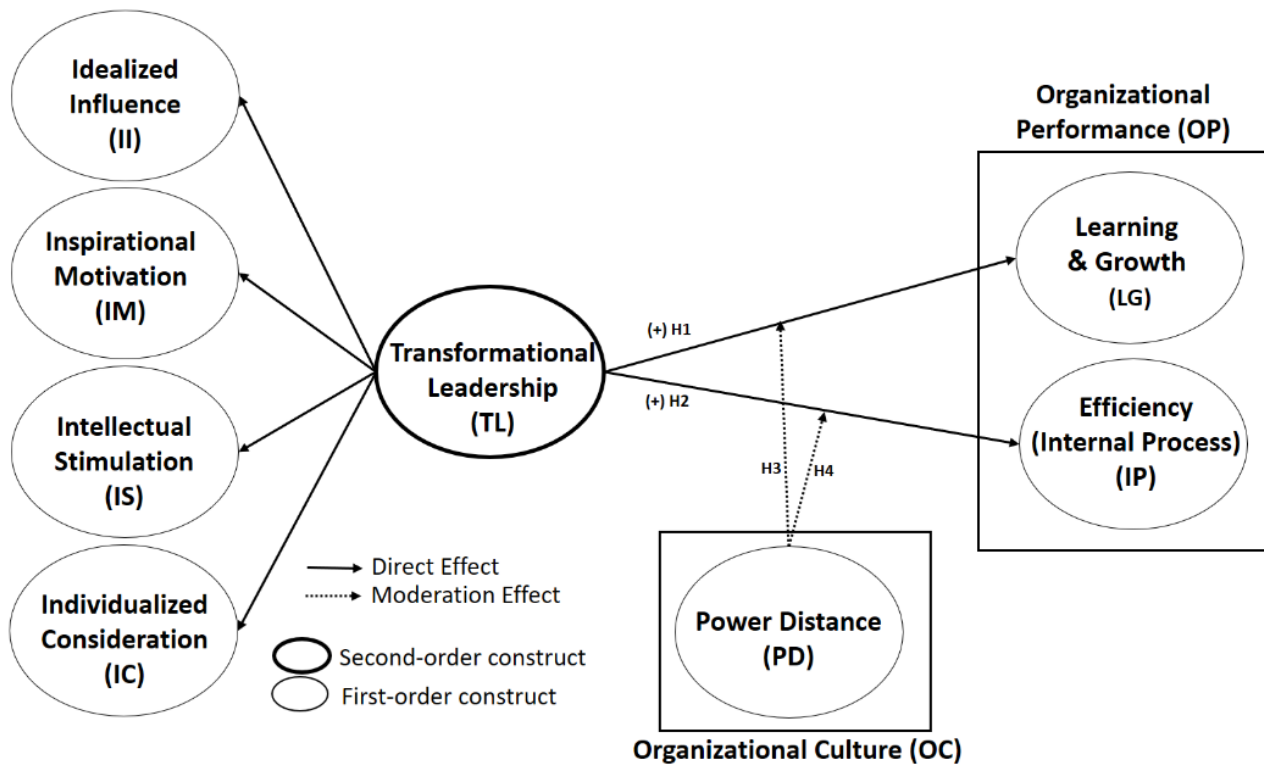 Idealized
Influence
(II)
Inspirational
Motivation
(IM)
Intellectual
Stimulation
(IS)
Individualized
Consideration
(IC)
Transformational
Leadership
(TL)
(+) H1
(+) H2
H3
H4
Organizational
Performance (OP)
Learning
& Growth
(LG)
Efficiency
(Internal Process)
(IP)
Power Distance
(PD)
Organizational Culture (OC)
Direct Effect
Moderation Effect
Second-order construct
First-order construct